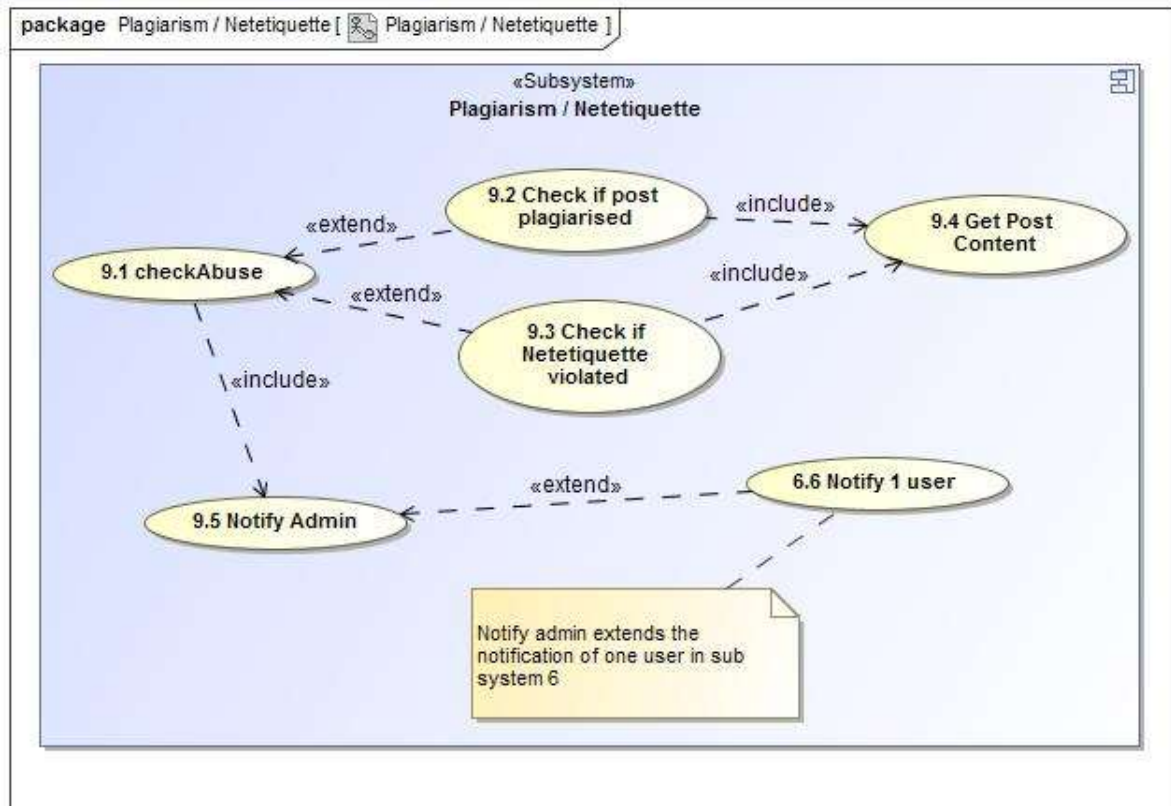 package Plagiarism / Netetiquette [ Plagiarism / Netetiquette ]
«Subsystem»
Plagiarism / Netetiquette
9.2 Check if post
plagiarised
«include»
9.4 Get Post
Content
«extend»
9.1 checkAbuse
«include»
«extend»
9.3 Check if
Netetiquette
violated
«include»
6.6 Notify 1 user
«extend»
9.5 Notify Admin
Notify admin extends the
notification of one user in sub
system 6